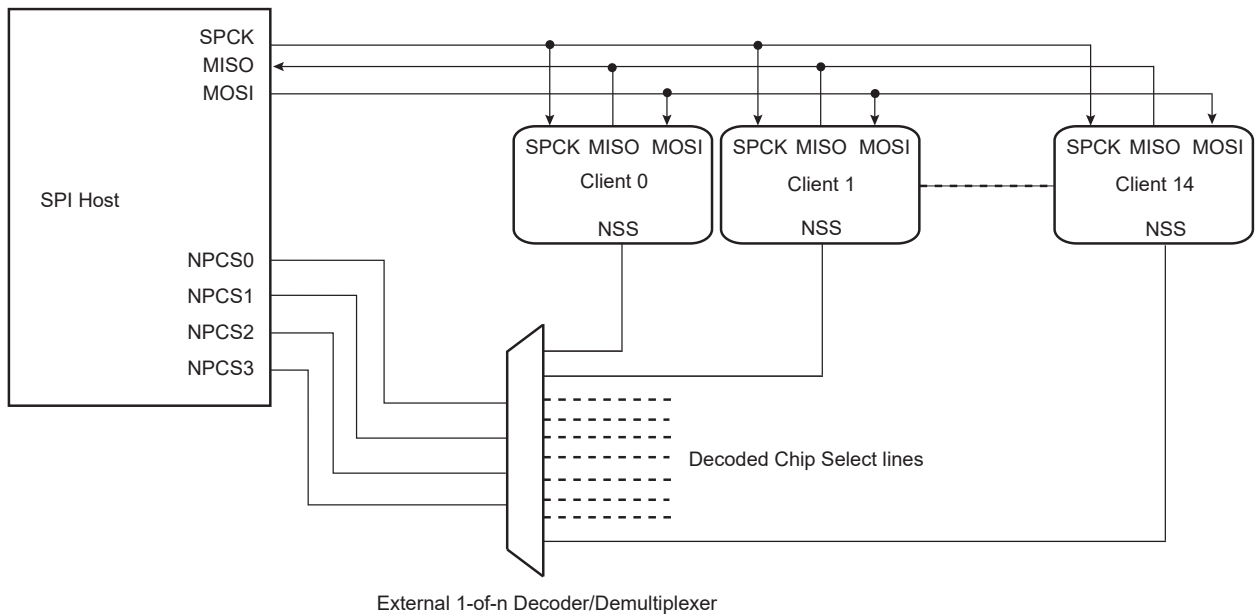 SPCK
MISO
MOSI
SPI Host
NPCS0
NPCS1
NPCS2
NPCS3
SPCK MISO MOSI
Client 0
NSS
SPCK MISO MOSI
Client 1
NSS
SPCK MISO MOSI
Client 14
NSS
Decoded Chip Select lines
External 1-of-n Decoder/Demultiplexer